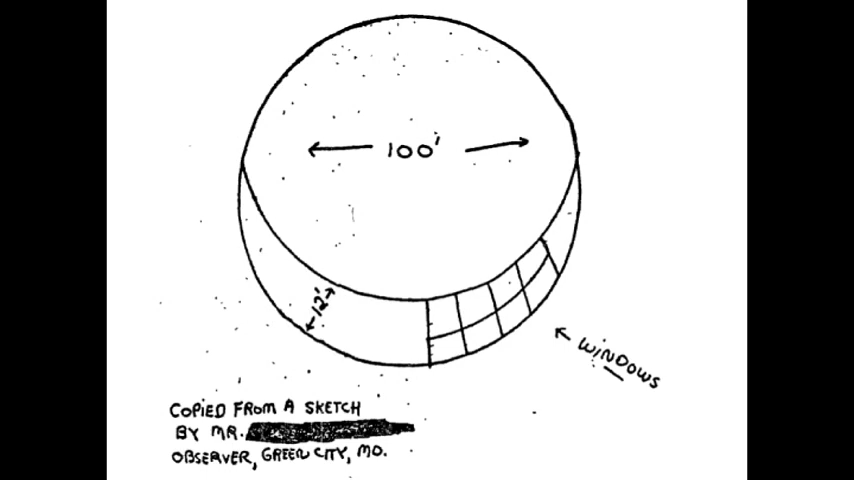 100'
12'
WINDOWS
COPIED FROM A SKETCH
BY MR.
OBSERVER, GREEN CITY, MO.